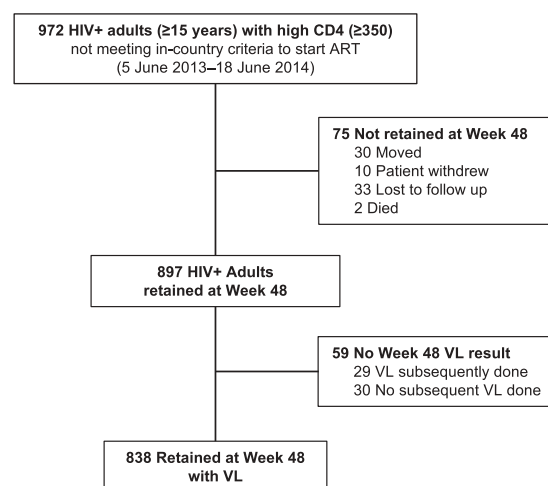 972 HIV+ adults (≥15 years) with high CD4 (≥350)
not meeting in-country criteria to start ART
(5 June 2013–18 June 2014)
75 Not retained at Week 48
30 Moved
10 Patient withdrew
33 Lost to follow up
2 Died
897 HIV+ Adults
retained at Week 48
59 No Week 48 VL result
29 VL subsequently done
30 No subsequent VL done
838 Retained at Week 48
with VL